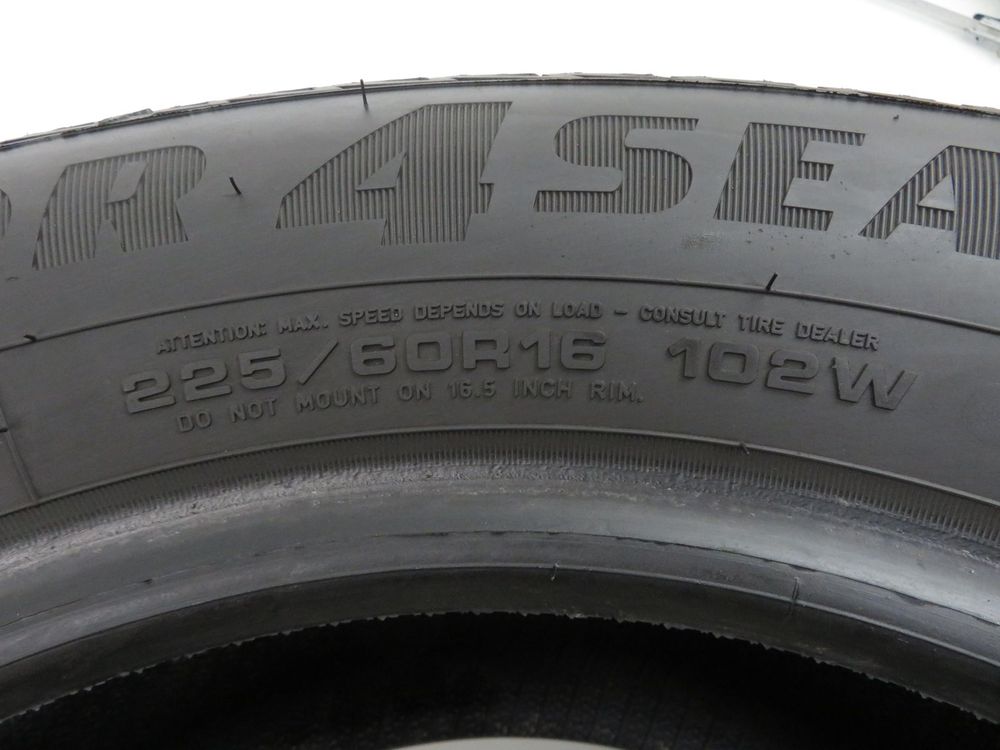 OR 4SEA
ATTENTION: MAX. SPEED DEPENDS ON LOAD - CONSULT TIRE DEALER
225/60R16 102W
DO NOT MOUNT ON 16.5 INCH RIM.